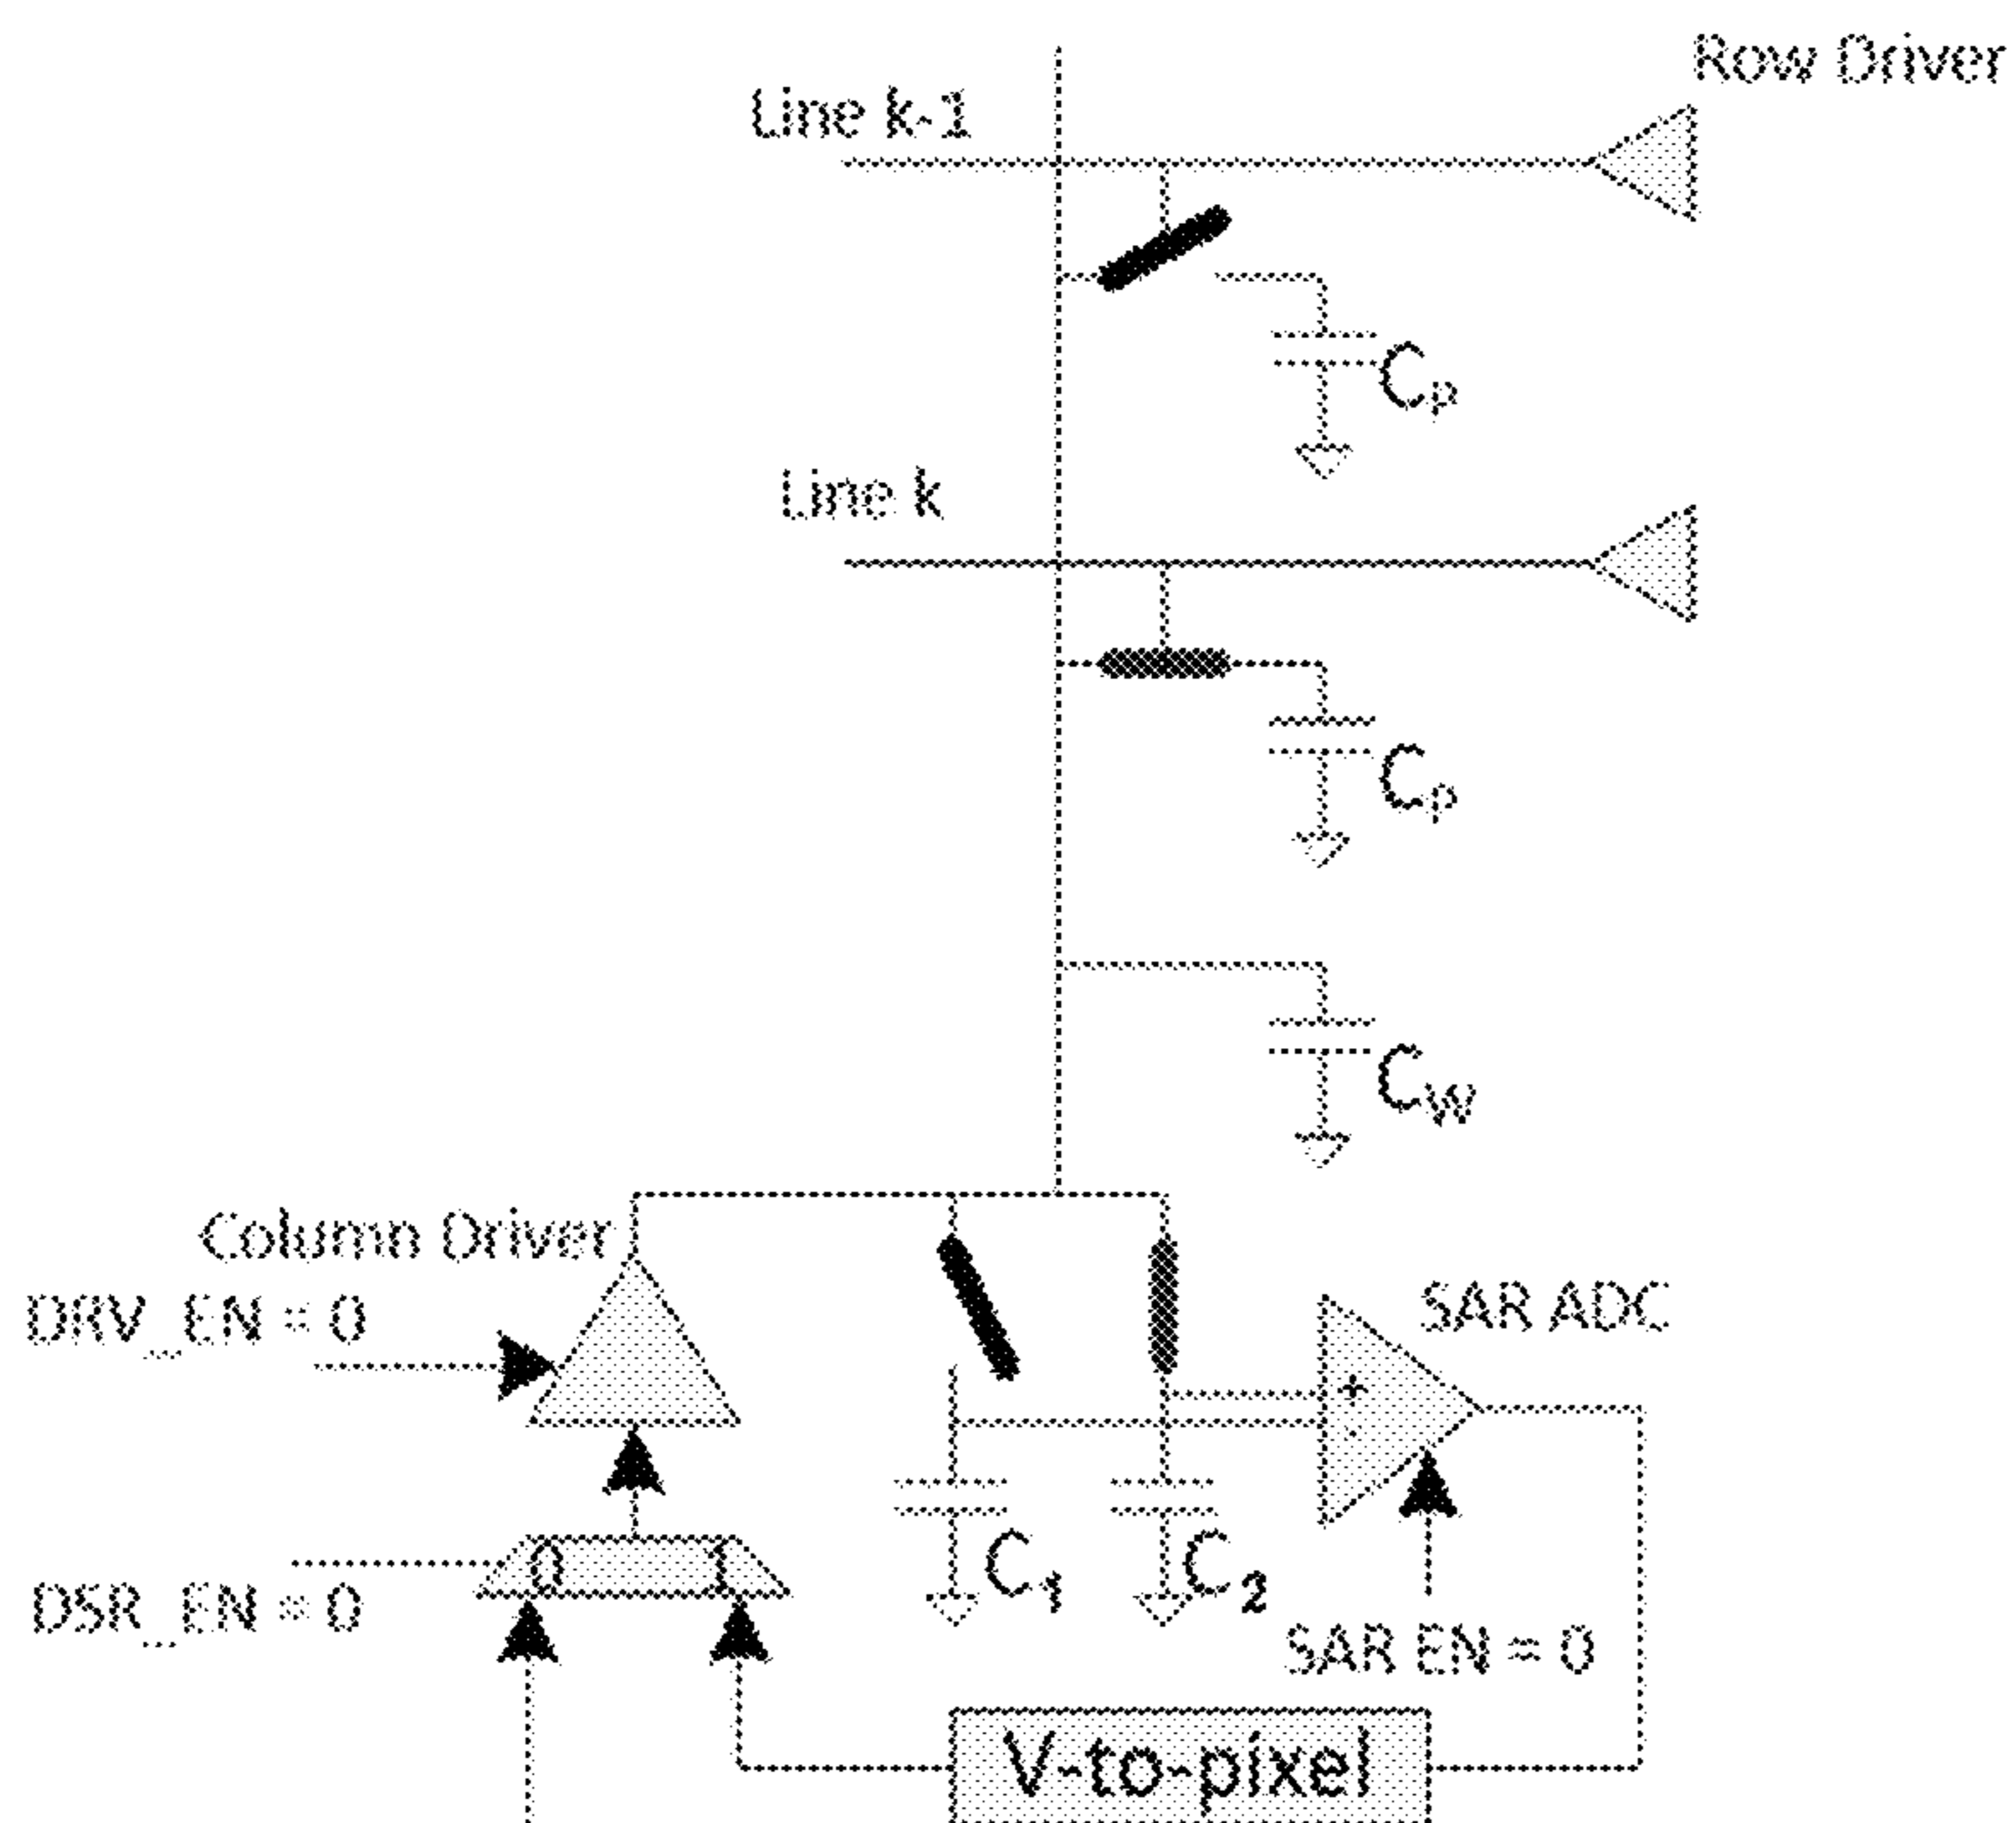 Row Driver
Line k-1
Cp
Line k
Cp
CW
Column Driver
DRV_EN = 0
SAR ADC
+
-
0 1
C1
C2
DSR_EN = 0
SAR EN = 0
V-to-pixel